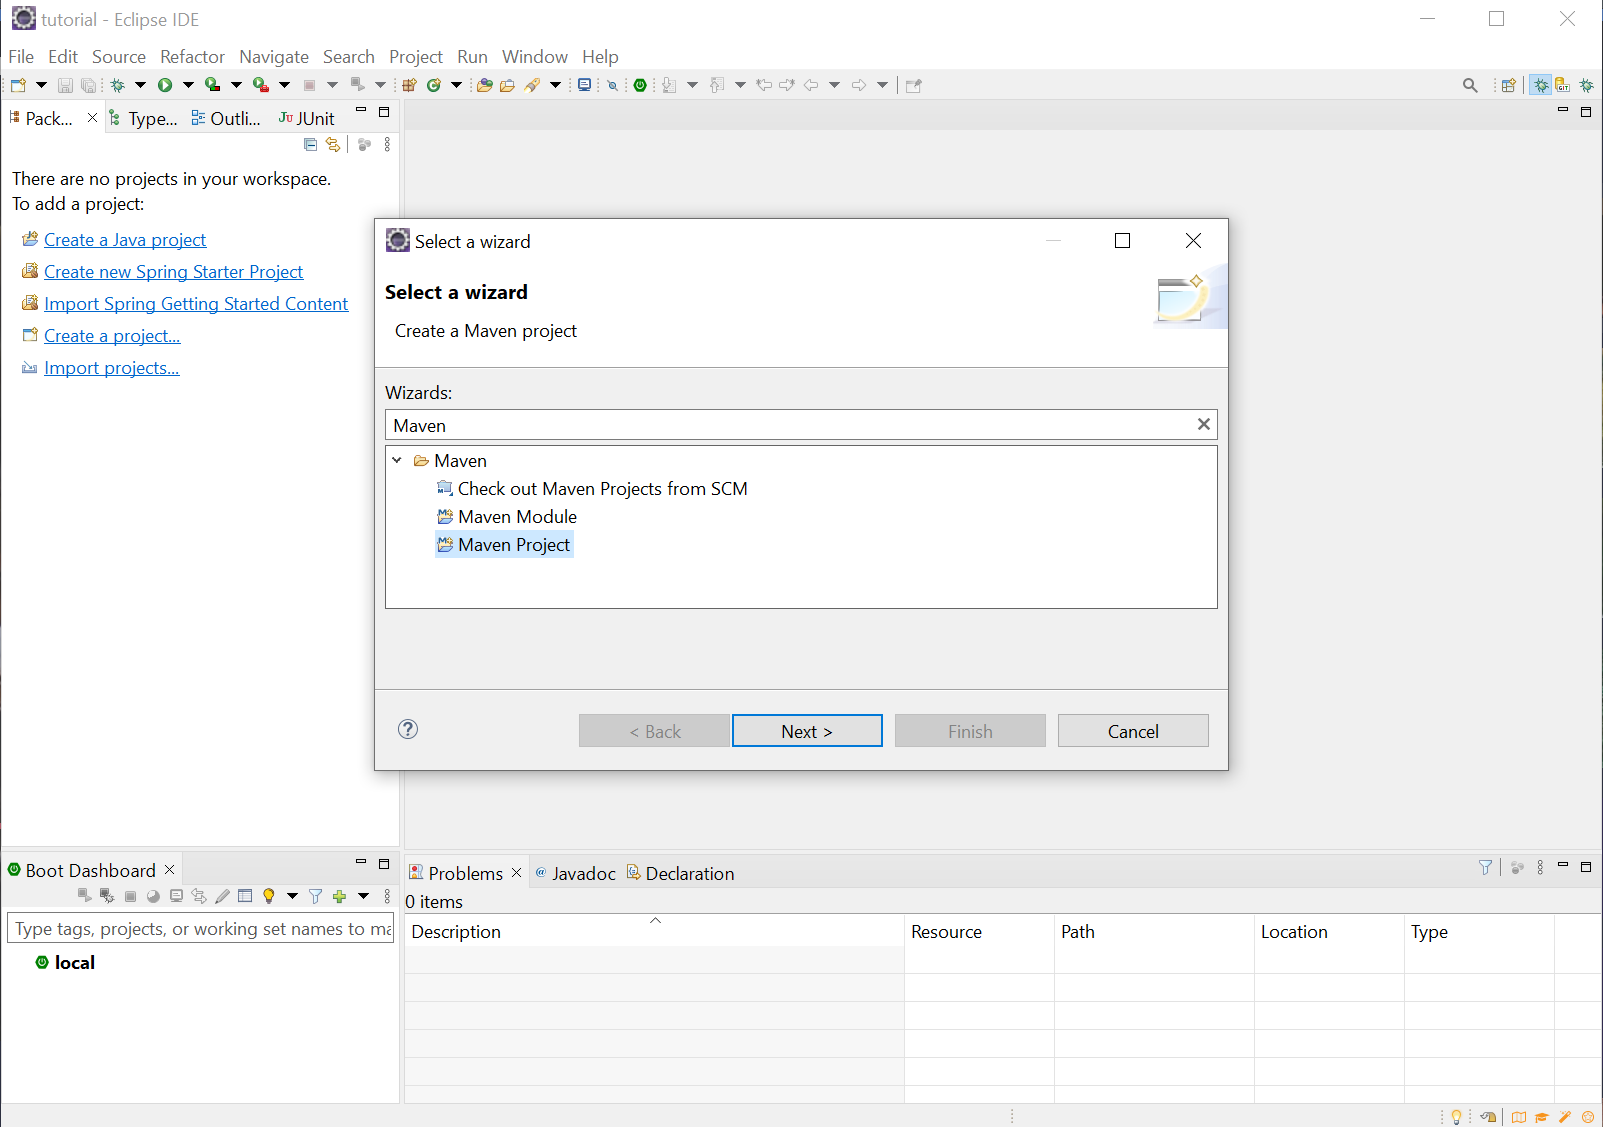 tutorial - Eclipse IDE
File Edit Source Refactor Navigate Search Project Run Window Help
Pack... Type... Outli... JUnit
There are no projects in your workspace.
To add a project:
Create a Java project
Create new Spring Starter Project
Import Spring Getting Started Content
Create a project...
Import projects...
Select a wizard
Select a wizard
Create a Maven project
Wizards:
Maven
Maven
Check out Maven Projects from SCM
Maven Module
Maven Project
< Back Next > Finish Cancel
Boot Dashboard
Type tags, projects, or working set names to ma
local
Problems @ Javadoc Declaration
0 items
Description Resource Path Location Type